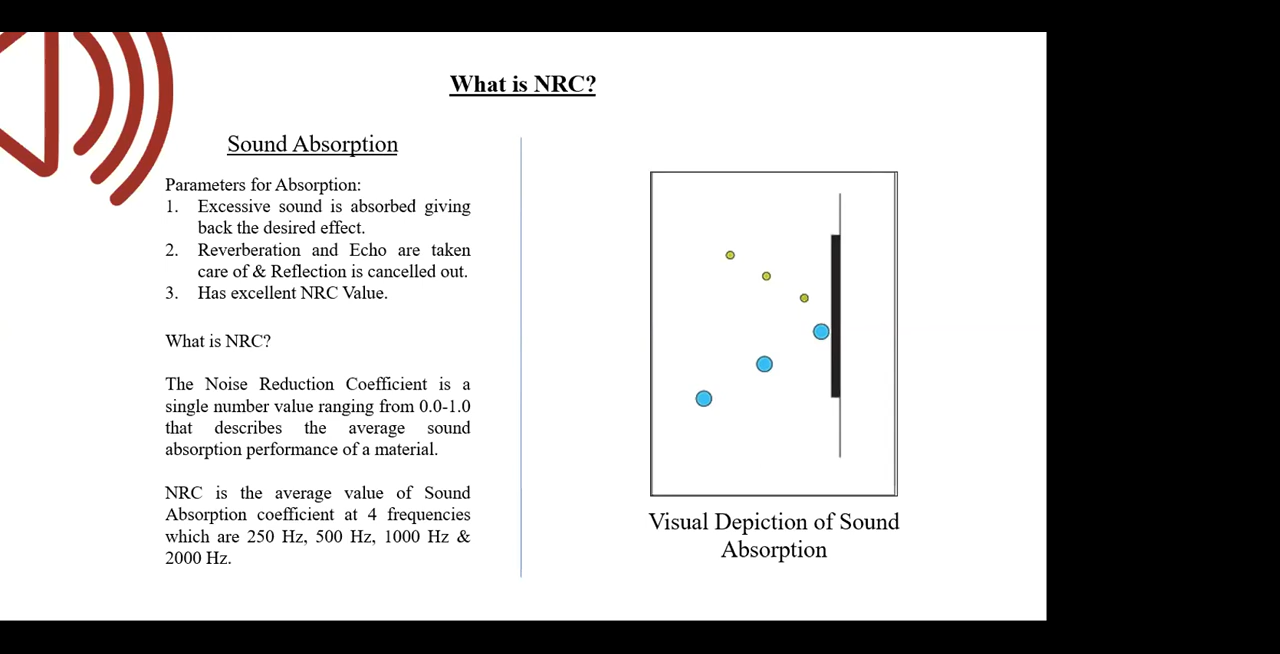 What is NRC?
Sound Absorption
Parameters for Absorption:
1. Excessive sound is absorbed giving
back the desired effect.
2. Reverberation and Echo are taken
care of & Reflection is cancelled out.
3. Has excellent NRC Value.
What is NRC?
The Noise Reduction Coefficient is a
single number value ranging from 0.0-1.0
that describes the average sound
absorption performance of a material.
NRC is the average value of Sound
Absorption coefficient at 4 frequencies
which are 250 Hz, 500 Hz, 1000 Hz &
2000 Hz.
Visual Depiction of Sound
Absorption